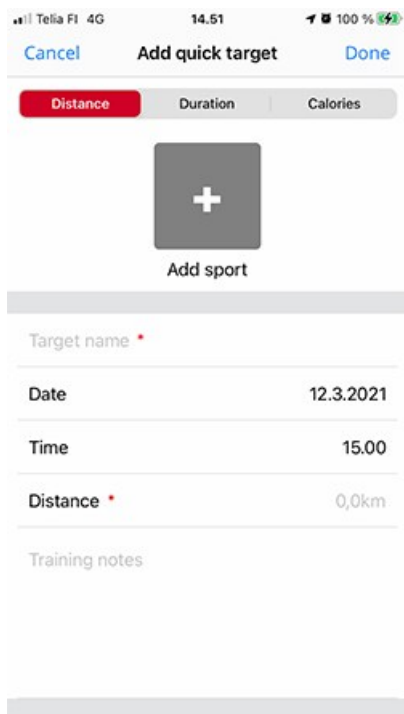 Telia FI 4G 14.51 100 %
Cancel Add quick target Done
Distance Duration Calories
Add sport
Target name *
Date 12.3.2021
Time 15.00
Distance * 0,0km
Training notes